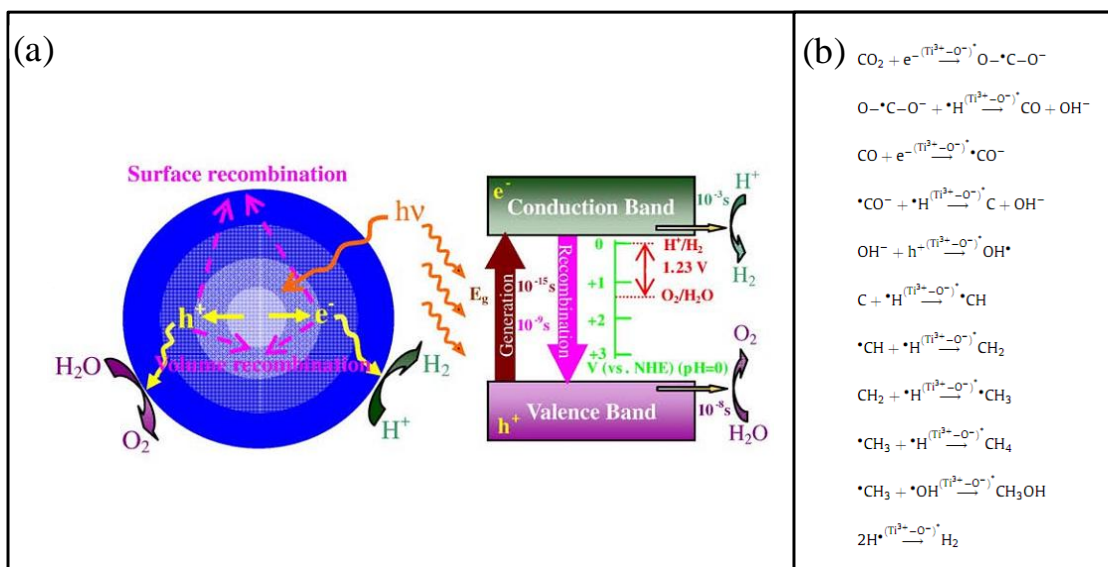 (a)
Surface recombination
hν
h⁺
e⁻
Volume recombination
H₂O
O₂
H₂
H⁺
e⁻
Conduction Band
10⁻³s
H⁺
H₂
E_g
Generation
10⁻¹⁵s
10⁻⁹s
Recombination
0
+1
+2
+3
H⁺/H₂
1.23 V
O₂/H₂O
V (vs. NHE) (pH=0)
h⁺
Valence Band
10⁻⁸s
O₂
H₂O
(b)
CO₂ + e⁻ (Ti³⁺−O⁻)* ⟶ O−•C−O⁻
O−•C−O⁻ + •H (Ti³⁺−O⁻)* ⟶ CO + OH⁻
CO + e⁻ (Ti³⁺−O⁻)* ⟶ •CO⁻
•CO⁻ + •H (Ti³⁺−O⁻)* ⟶ C + OH⁻
OH⁻ + h⁺ (Ti³⁺−O⁻)* ⟶ OH•
C + •H (Ti³⁺−O⁻)* ⟶ •CH
•CH + •H (Ti³⁺−O⁻)* ⟶ CH₂
CH₂ + •H (Ti³⁺−O⁻)* ⟶ •CH₃
•CH₃ + •H (Ti³⁺−O⁻)* ⟶ CH₄
•CH₃ + •OH (Ti³⁺−O⁻)* ⟶ CH₃OH
2H• (Ti³⁺−O⁻)* ⟶ H₂